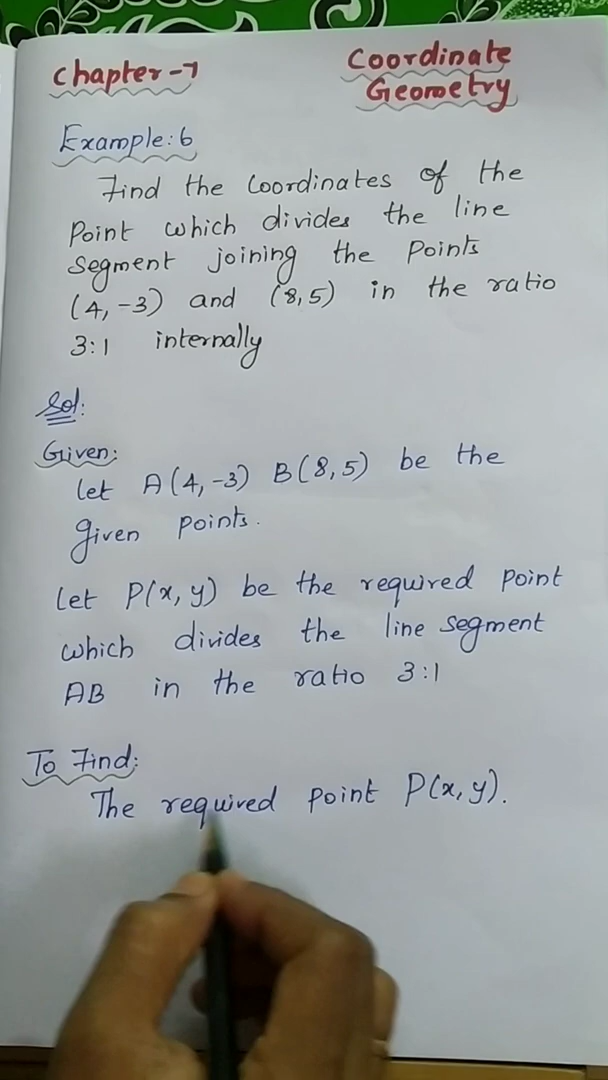 Chapter-7
Coordinate
Geometry
Example:6
Find the Coordinates of the
Point which divides the line
Segment joining the Points
(4,-3) and (8,5) in the ratio
3:1 internally
Sol:
Given:
let A(4,-3) B(8,5) be the
given points.
Let P(x,y) be the required point
which divides the line segment
AB in the ratio 3:1
To Find:
The required point P(x,y).